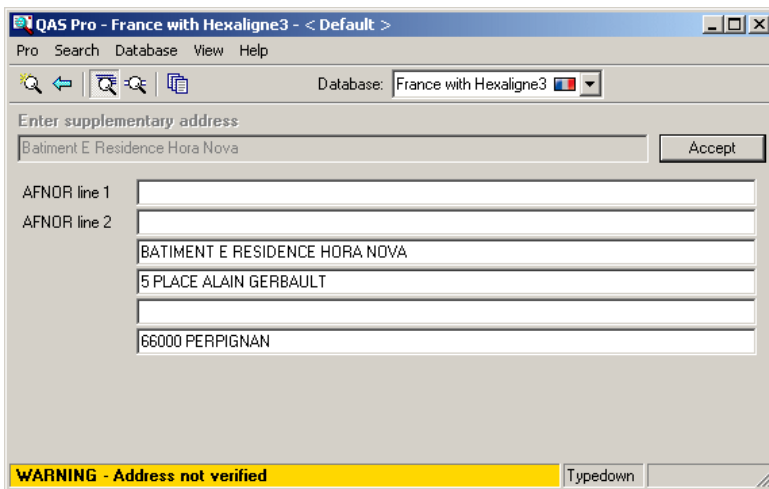 QAS Pro - France with Hexaligne3 - < Default >
Pro Search Database View Help
Database: France with Hexaligne3
Enter supplementary address
Batiment E Residence Hora Nova Accept
AFNOR line 1
AFNOR line 2
BATIMENT E RESIDENCE HORA NOVA
5 PLACE ALAIN GERBAULT
66000 PERPIGNAN
WARNING - Address not verified Typedown